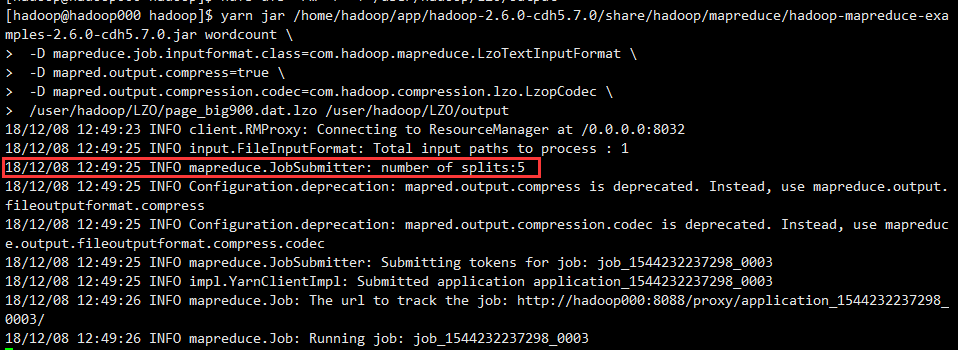 [hadoop@hadoop000 hadoop]$ yarn jar /home/hadoop/app/hadoop-2.6.0-cdh5.7.0/share/hadoop/mapreduce/hadoop-mapreduce-exa
mples-2.6.0-cdh5.7.0.jar wordcount \
>  -D mapreduce.job.inputformat.class=com.hadoop.mapreduce.LzoTextInputFormat \
>  -D mapred.output.compress=true \
>  -D mapred.output.compression.codec=com.hadoop.compression.lzo.LzopCodec \
>  /user/hadoop/LZO/page_big900.dat.lzo /user/hadoop/LZO/output
18/12/08 12:49:23 INFO client.RMProxy: Connecting to ResourceManager at /0.0.0.0:8032
18/12/08 12:49:25 INFO input.FileInputFormat: Total input paths to process : 1
18/12/08 12:49:25 INFO mapreduce.JobSubmitter: number of splits:5
18/12/08 12:49:25 INFO Configuration.deprecation: mapred.output.compress is deprecated. Instead, use mapreduce.output.
fileoutputformat.compress
18/12/08 12:49:25 INFO Configuration.deprecation: mapred.output.compression.codec is deprecated. Instead, use mapreduc
e.output.fileoutputformat.compress.codec
18/12/08 12:49:25 INFO mapreduce.JobSubmitter: Submitting tokens for job: job_1544232237298_0003
18/12/08 12:49:25 INFO impl.YarnClientImpl: Submitted application application_1544232237298_0003
18/12/08 12:49:26 INFO mapreduce.Job: The url to track the job: http://hadoop000:8088/proxy/application_1544232237298_
0003/
18/12/08 12:49:26 INFO mapreduce.Job: Running job: job_1544232237298_0003